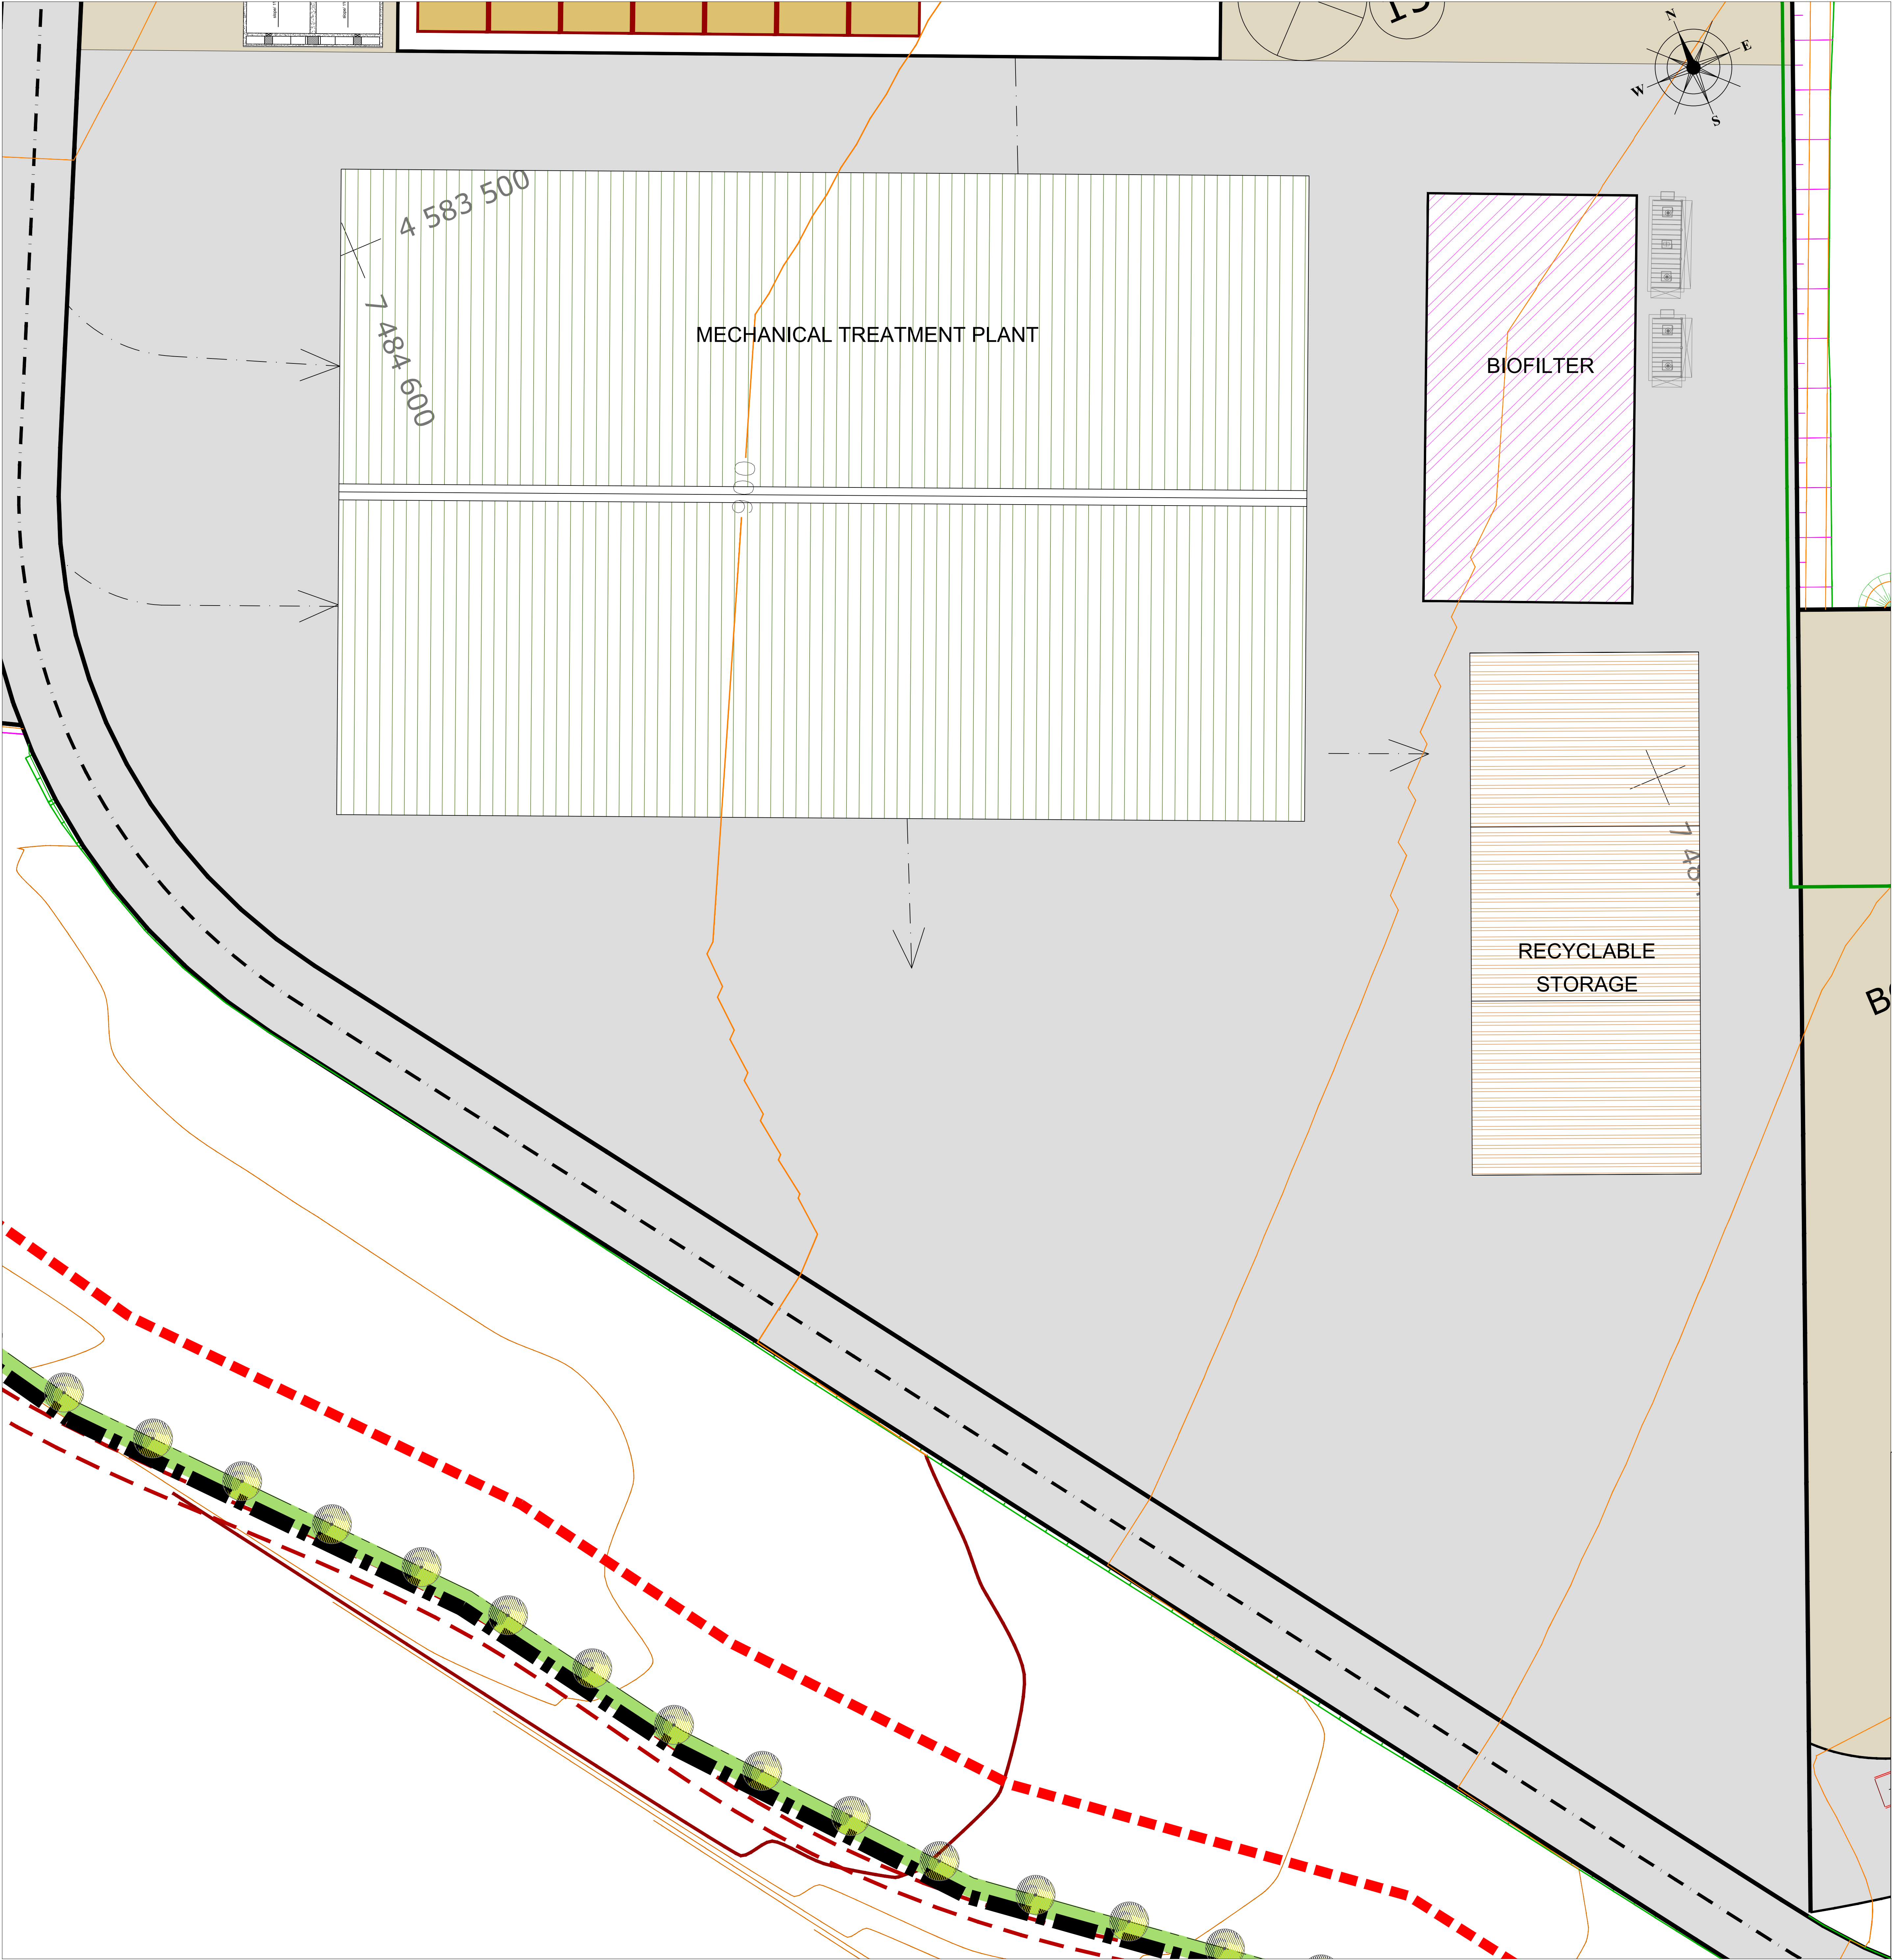 N
E
W
S
4 583 500
7 484 600
MECHANICAL TREATMENT PLANT
BIOFILTER
900
RECYCLABLE
STORAGE